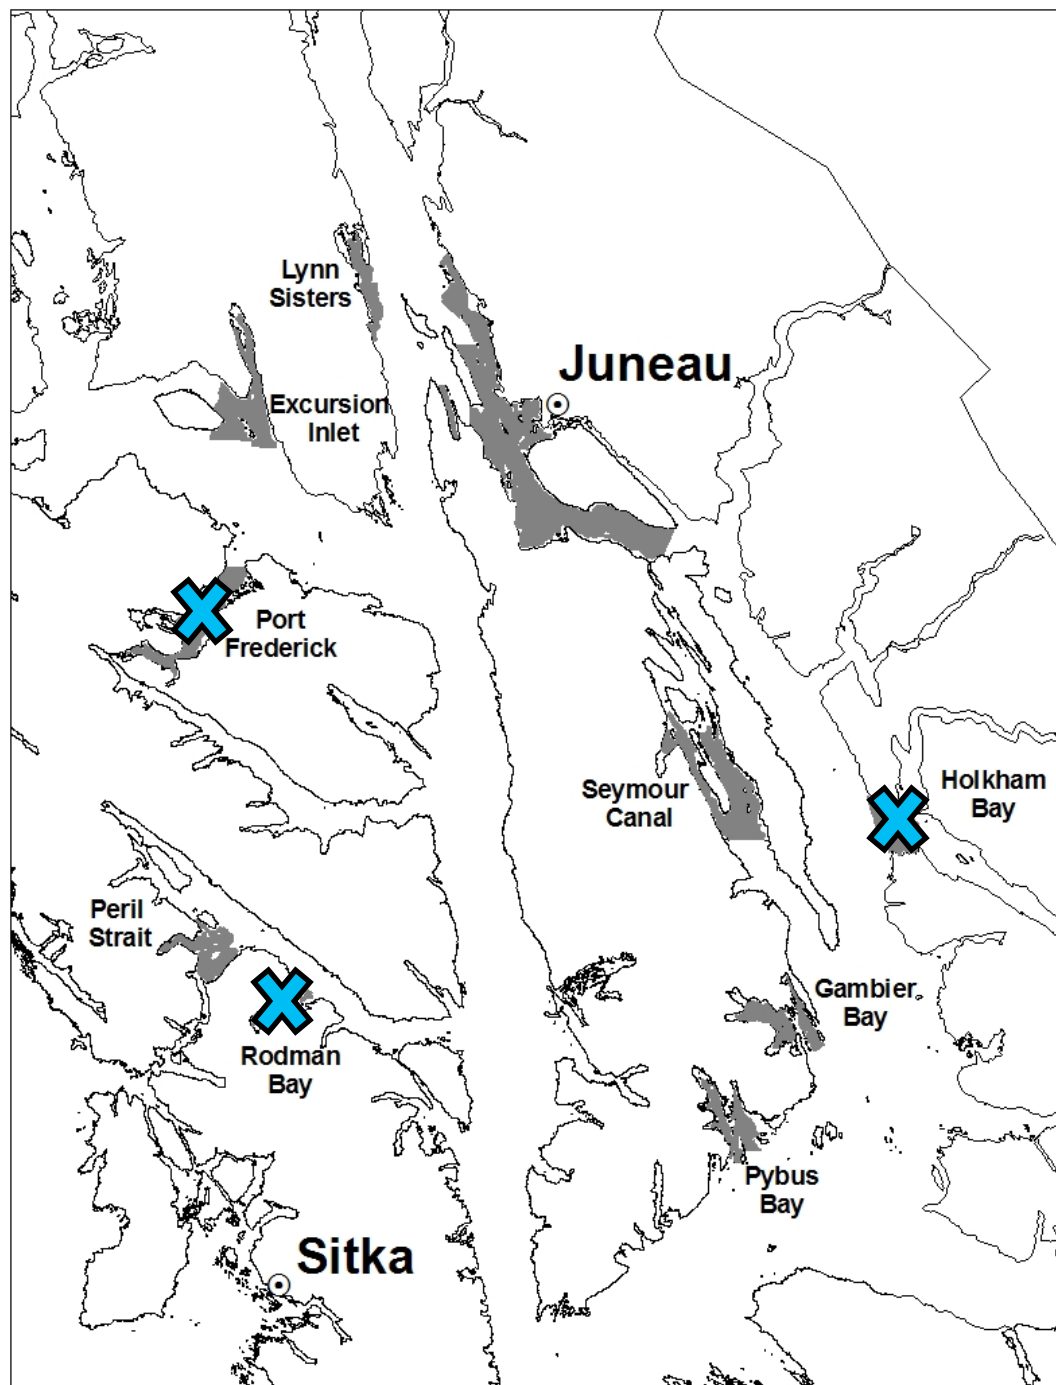 Lynn
Sisters
Juneau
Excursion
Inlet
Port
Frederick
Seymour
Canal
Holkham
Bay
Peril
Strait
Gambier
Bay
Rodman
Bay
Pybus
Bay
Sitka